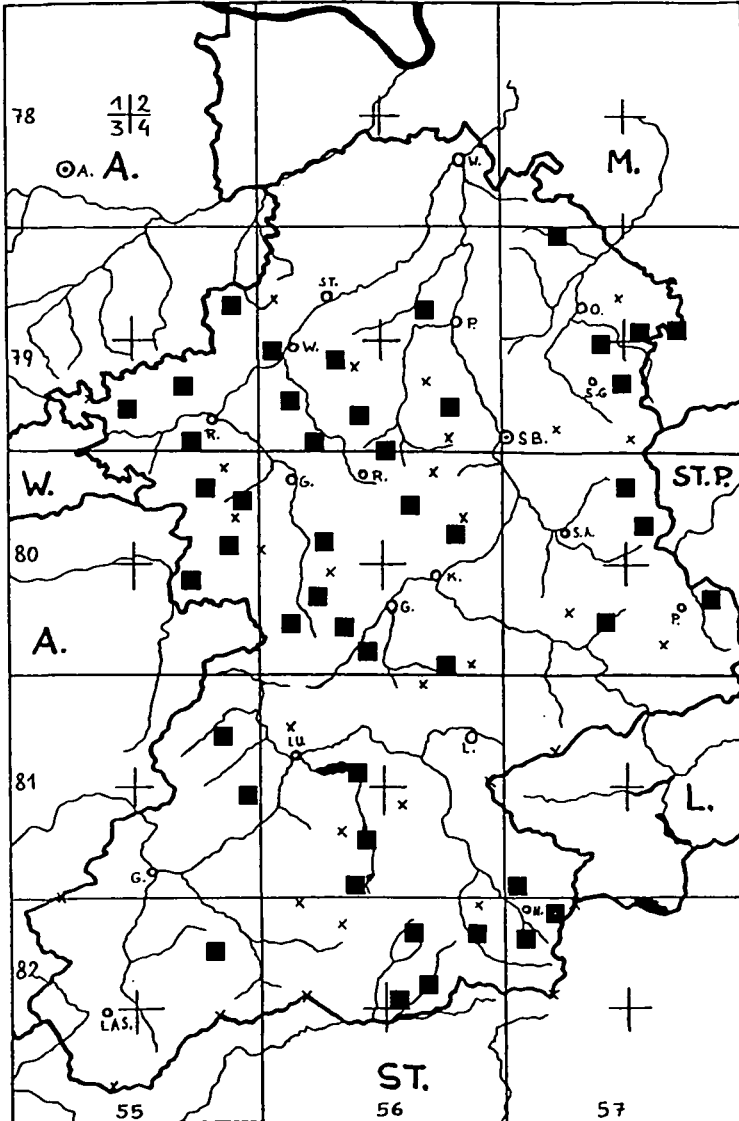 78
1 2
3 4
A. A.
W.
M.
ST.
O.
P.
79
W.
S.G
R.
S.B.
W.
G.
R.
ST.P.
80
S.A.
K.
G.
P.
A.
LU
L.
81
L.
G.
H.
82
LAS.
ST.
55 56 57